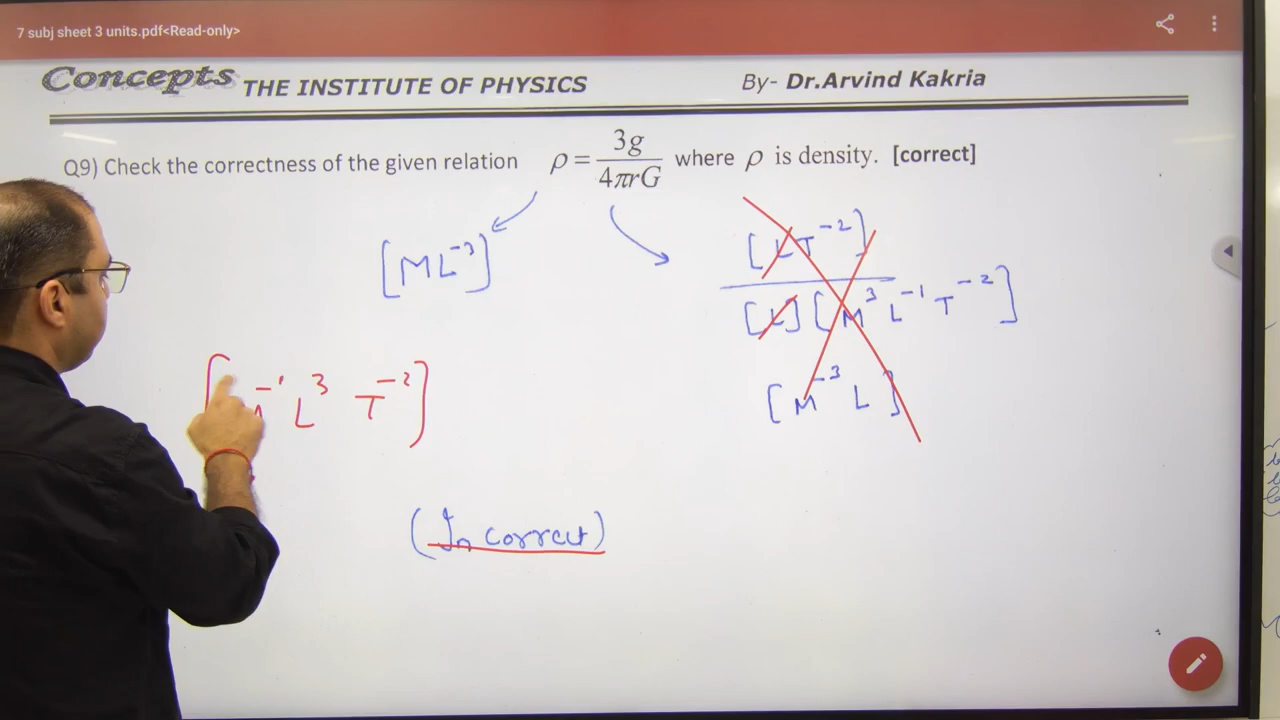 7 subj sheet 3 units.pdf<Read-only>
Concepts THE INSTITUTE OF PHYSICS By- Dr.Arvind Kakria
Q9) Check the correctness of the given relation ρ = 3g / 4πrG where ρ is density. [correct]
[ML⁻³]
[LT⁻²]
[L] [M³ L⁻¹ T⁻²]
[M⁻³ L]
⁻¹ L³ T⁻²]
(In correct)